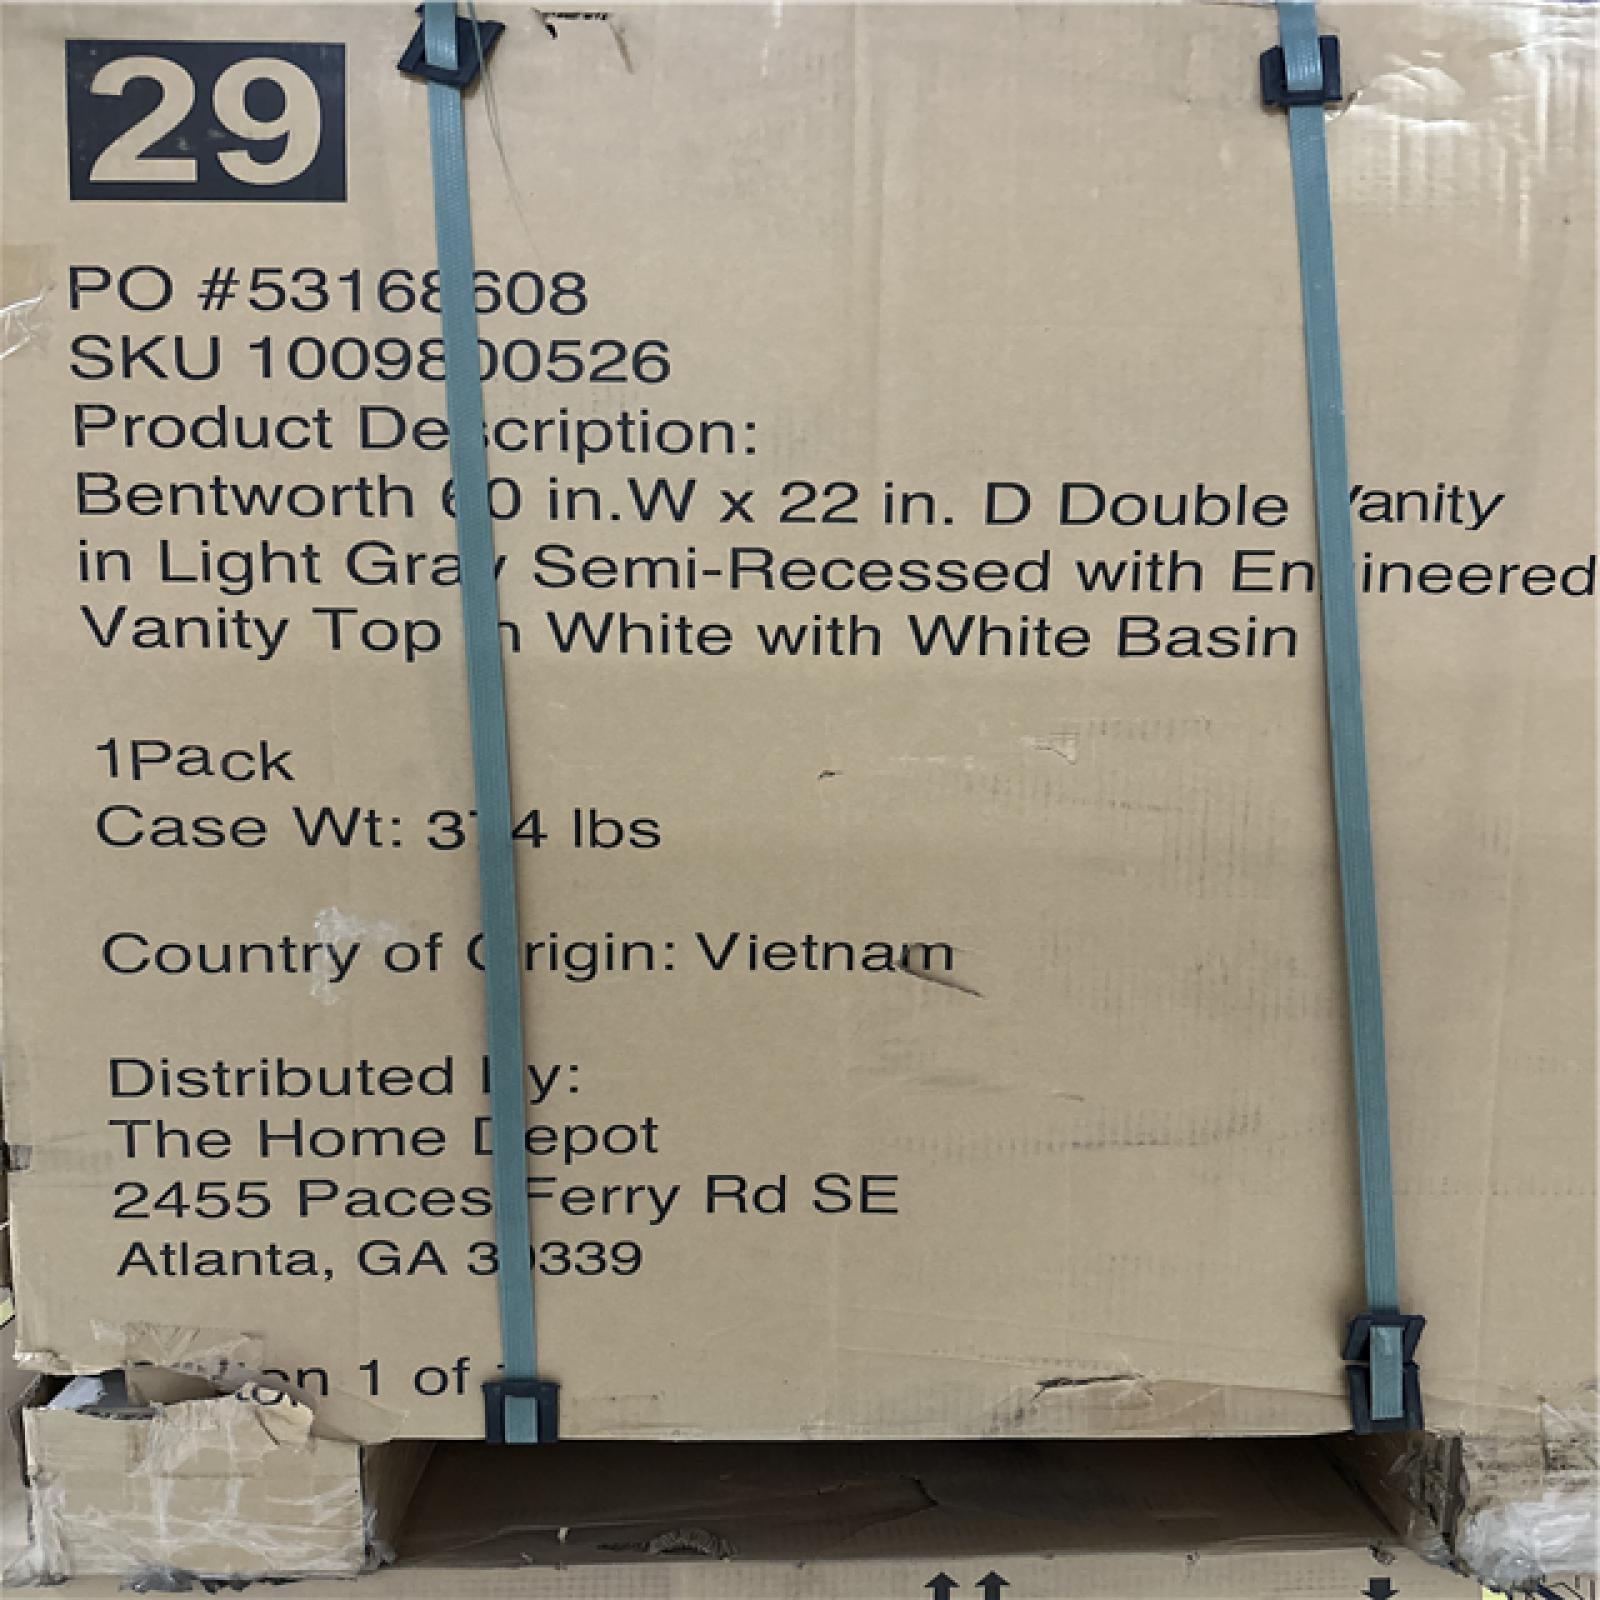 29
PO #53168608
SKU 1009800526
Product Description:
Bentworth 60 in.W x 22 in. D Double Vanity
in Light Gray Semi-Recessed with Engineered
Vanity Top in White with White Basin
1Pack
Case Wt: 374 lbs
Country of Origin: Vietnam
Distributed by:
The Home Depot
2455 Paces Ferry Rd SE
Atlanta, GA 30339
1 of